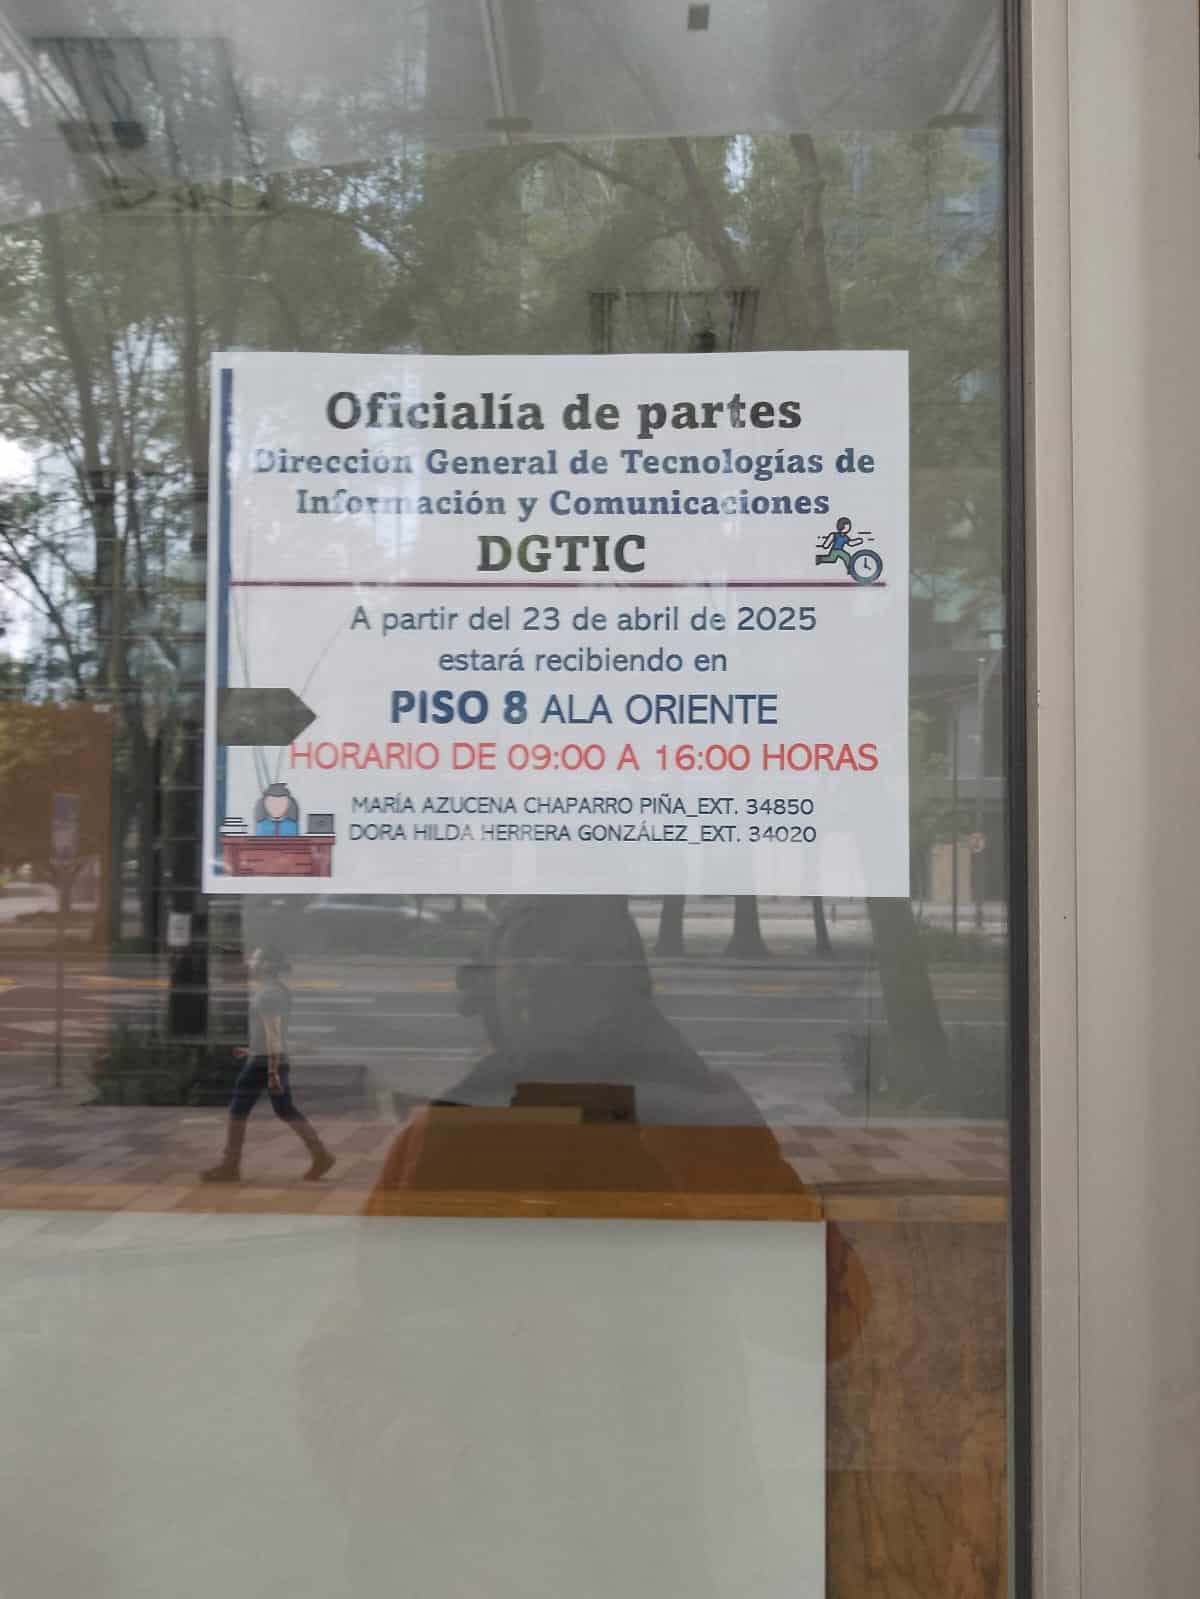 Oficialía de partes
Dirección General de Tecnologías de
Información y Comunicaciones
DGTIC
A partir del 23 de abril de 2025
estará recibiendo en
PISO 8 ALA ORIENTE
HORARIO DE 09:00 A 16:00 HORAS
MARÍA AZUCENA CHAPARRO PIÑA_EXT. 34850
DORA HILDA HERRERA GONZÁLEZ_EXT. 34020